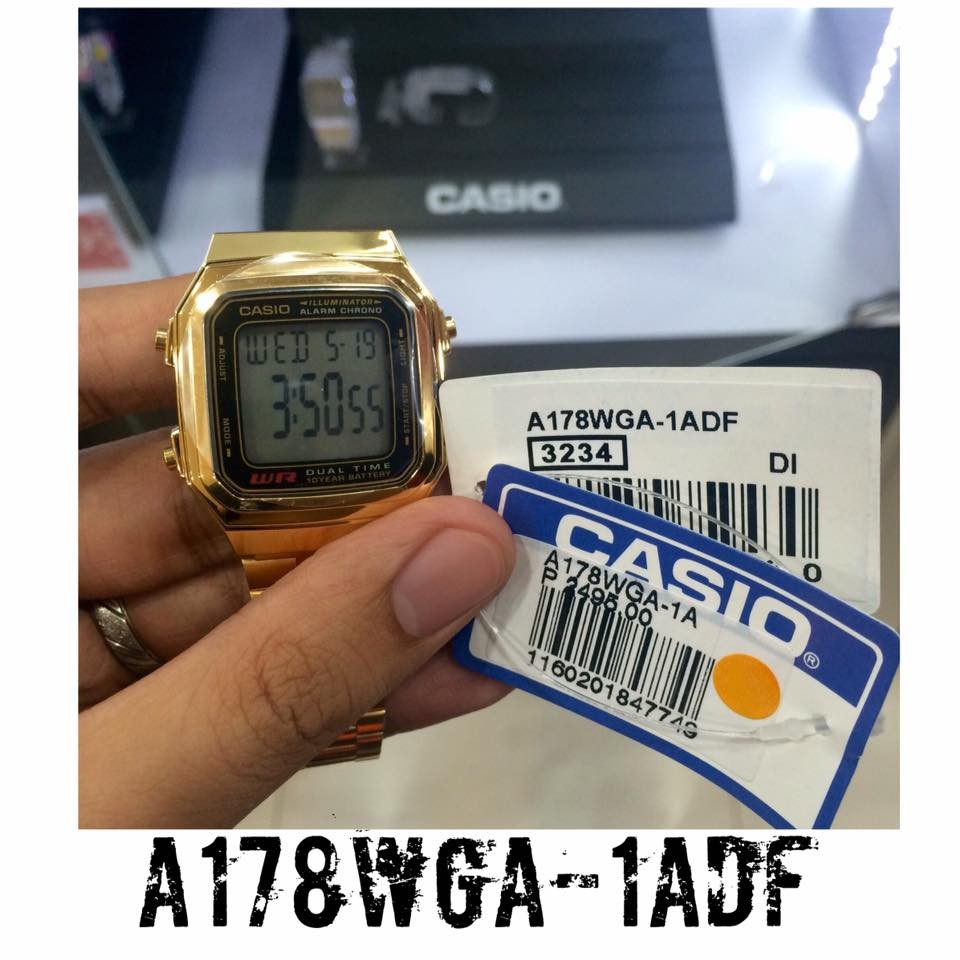 CASIO
CASIO
ILLUMINATOR
ALARM CHRONO
WED 5-19
3:50 55
ADJUST
MODE
LIGHT
START/STOP
WR
DUAL TIME
10YEAR BATTERY
A178WGA-1ADF
3234
DI
0
CASIO®
A178WGA-1A
P 2495.00
A178WGA-1ADF